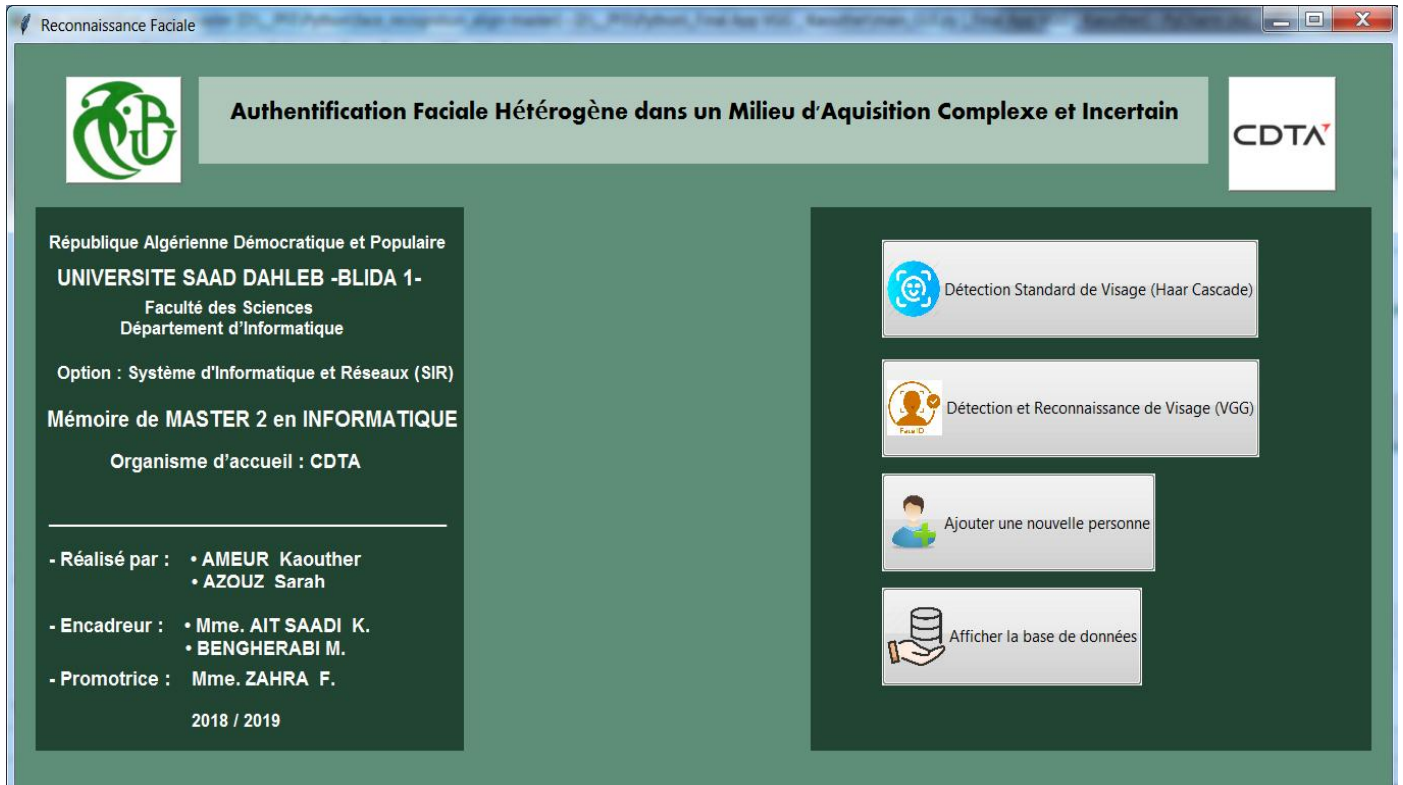 Reconnaissance Faciale
Authentification Faciale Hétérogène dans un Milieu d'Aquisition Complexe et Incertain
CDTA
République Algérienne Démocratique et Populaire
UNIVERSITE SAAD DAHLEB -BLIDA 1-
Faculté des Sciences
Département d'Informatique
Option : Système d'Informatique et Réseaux (SIR)
Mémoire de MASTER 2 en INFORMATIQUE
Organisme d'accueil : CDTA
- Réalisé par : • AMEUR Kaouther
• AZOUZ Sarah
- Encadreur : • Mme. AIT SAADI K.
• BENGHERABI M.
- Promotrice : Mme. ZAHRA F.
2018 / 2019
Détection Standard de Visage (Haar Cascade)
Détection et Reconnaissance de Visage (VGG)
Face ID
Ajouter une nouvelle personne
Afficher la base de données